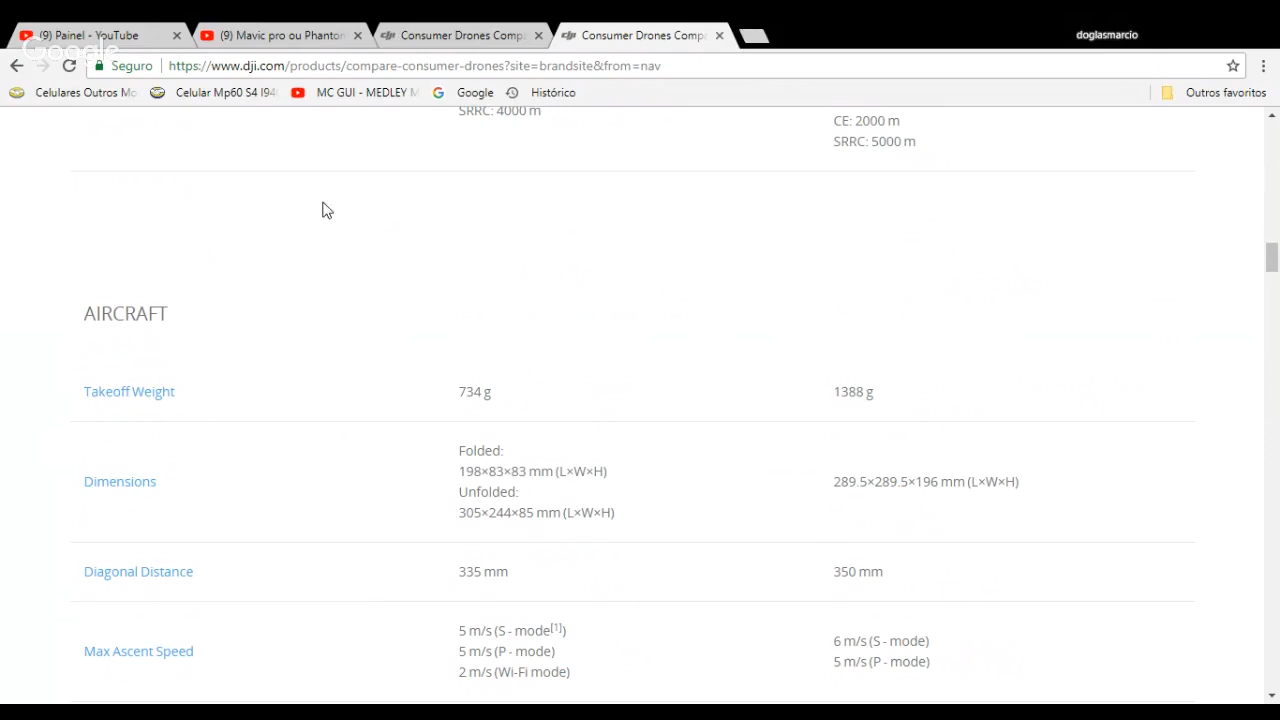 (9) Painel - YouTube
(9) Mavic pro ou Phanton
Consumer Drones Comp
Consumer Drones Comp
doglasmarcio
Google
Seguro
https://www.dji.com/products/compare-consumer-drones?site=brandsite&from=nav
Celulares Outros Mo
Celular Mp60 S4 I94
MC GUI - MEDLEY M
Google
Histórico
Outros favoritos
SRRC: 4000 m
CE: 2000 m
SRRC: 5000 m
AIRCRAFT
Takeoff Weight
734 g
1388 g
Dimensions
Folded:
198×83×83 mm (L×W×H)
Unfolded:
305×244×85 mm (L×W×H)
289.5×289.5×196 mm (L×W×H)
Diagonal Distance
335 mm
350 mm
Max Ascent Speed
5 m/s (S - mode[1])
5 m/s (P - mode)
2 m/s (Wi-Fi mode)
6 m/s (S - mode)
5 m/s (P - mode)